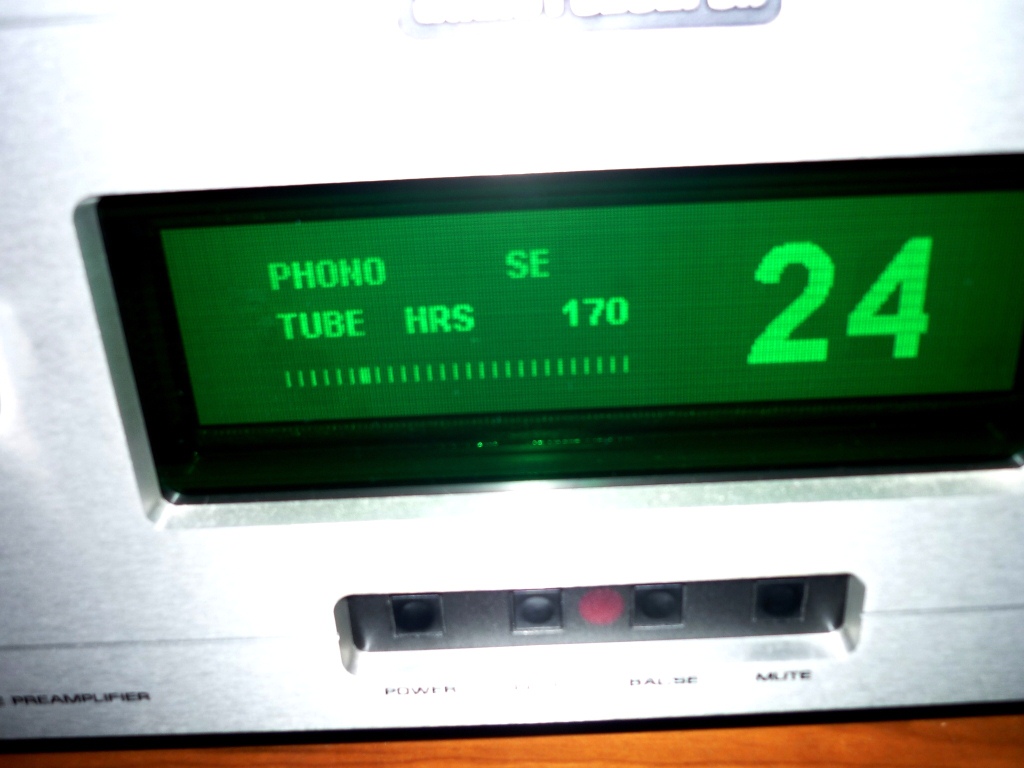 PHONO SE
TUBE HRS 170
24
POWER BAL/SE MUTE
PREAMPLIFIER